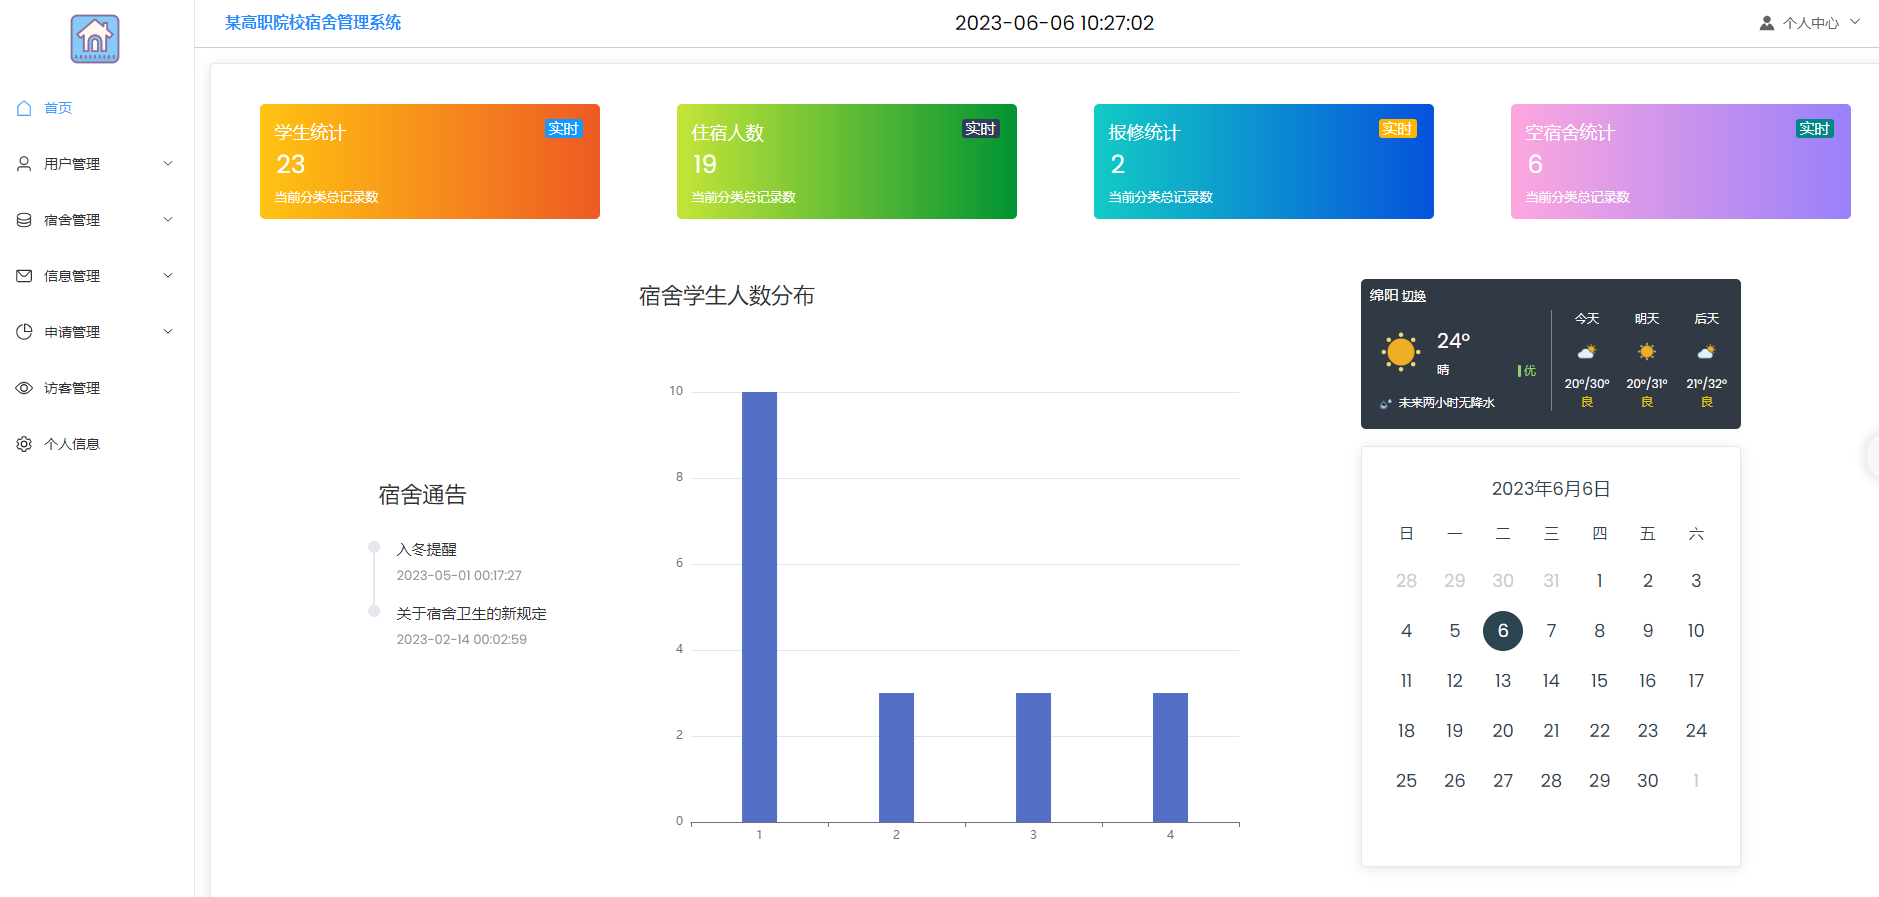 某高职院校宿舍管理系统
2023-06-06 10:27:02
个人中心
首页
用户管理
宿舍管理
信息管理
申请管理
访客管理
个人信息
学生统计
实时
23
当前分类总记录数
住宿人数
实时
19
当前分类总记录数
报修统计
实时
2
当前分类总记录数
空宿舍统计
实时
6
当前分类总记录数
宿舍通告
入冬提醒
2023-05-01 00:17:27
关于宿舍卫生的新规定
2023-02-14 00:02:59
宿舍学生人数分布
10
8
6
4
2
0
1 2 3 4
绵阳 切换
24°
晴
优
未来两小时无降水
今天 明天 后天
20°/30° 20°/31° 21°/32°
良 良 良
2023年6月6日
日 一 二 三 四 五 六
28 29 30 31 1 2 3
4 5 6 7 8 9 10
11 12 13 14 15 16 17
18 19 20 21 22 23 24
25 26 27 28 29 30 1